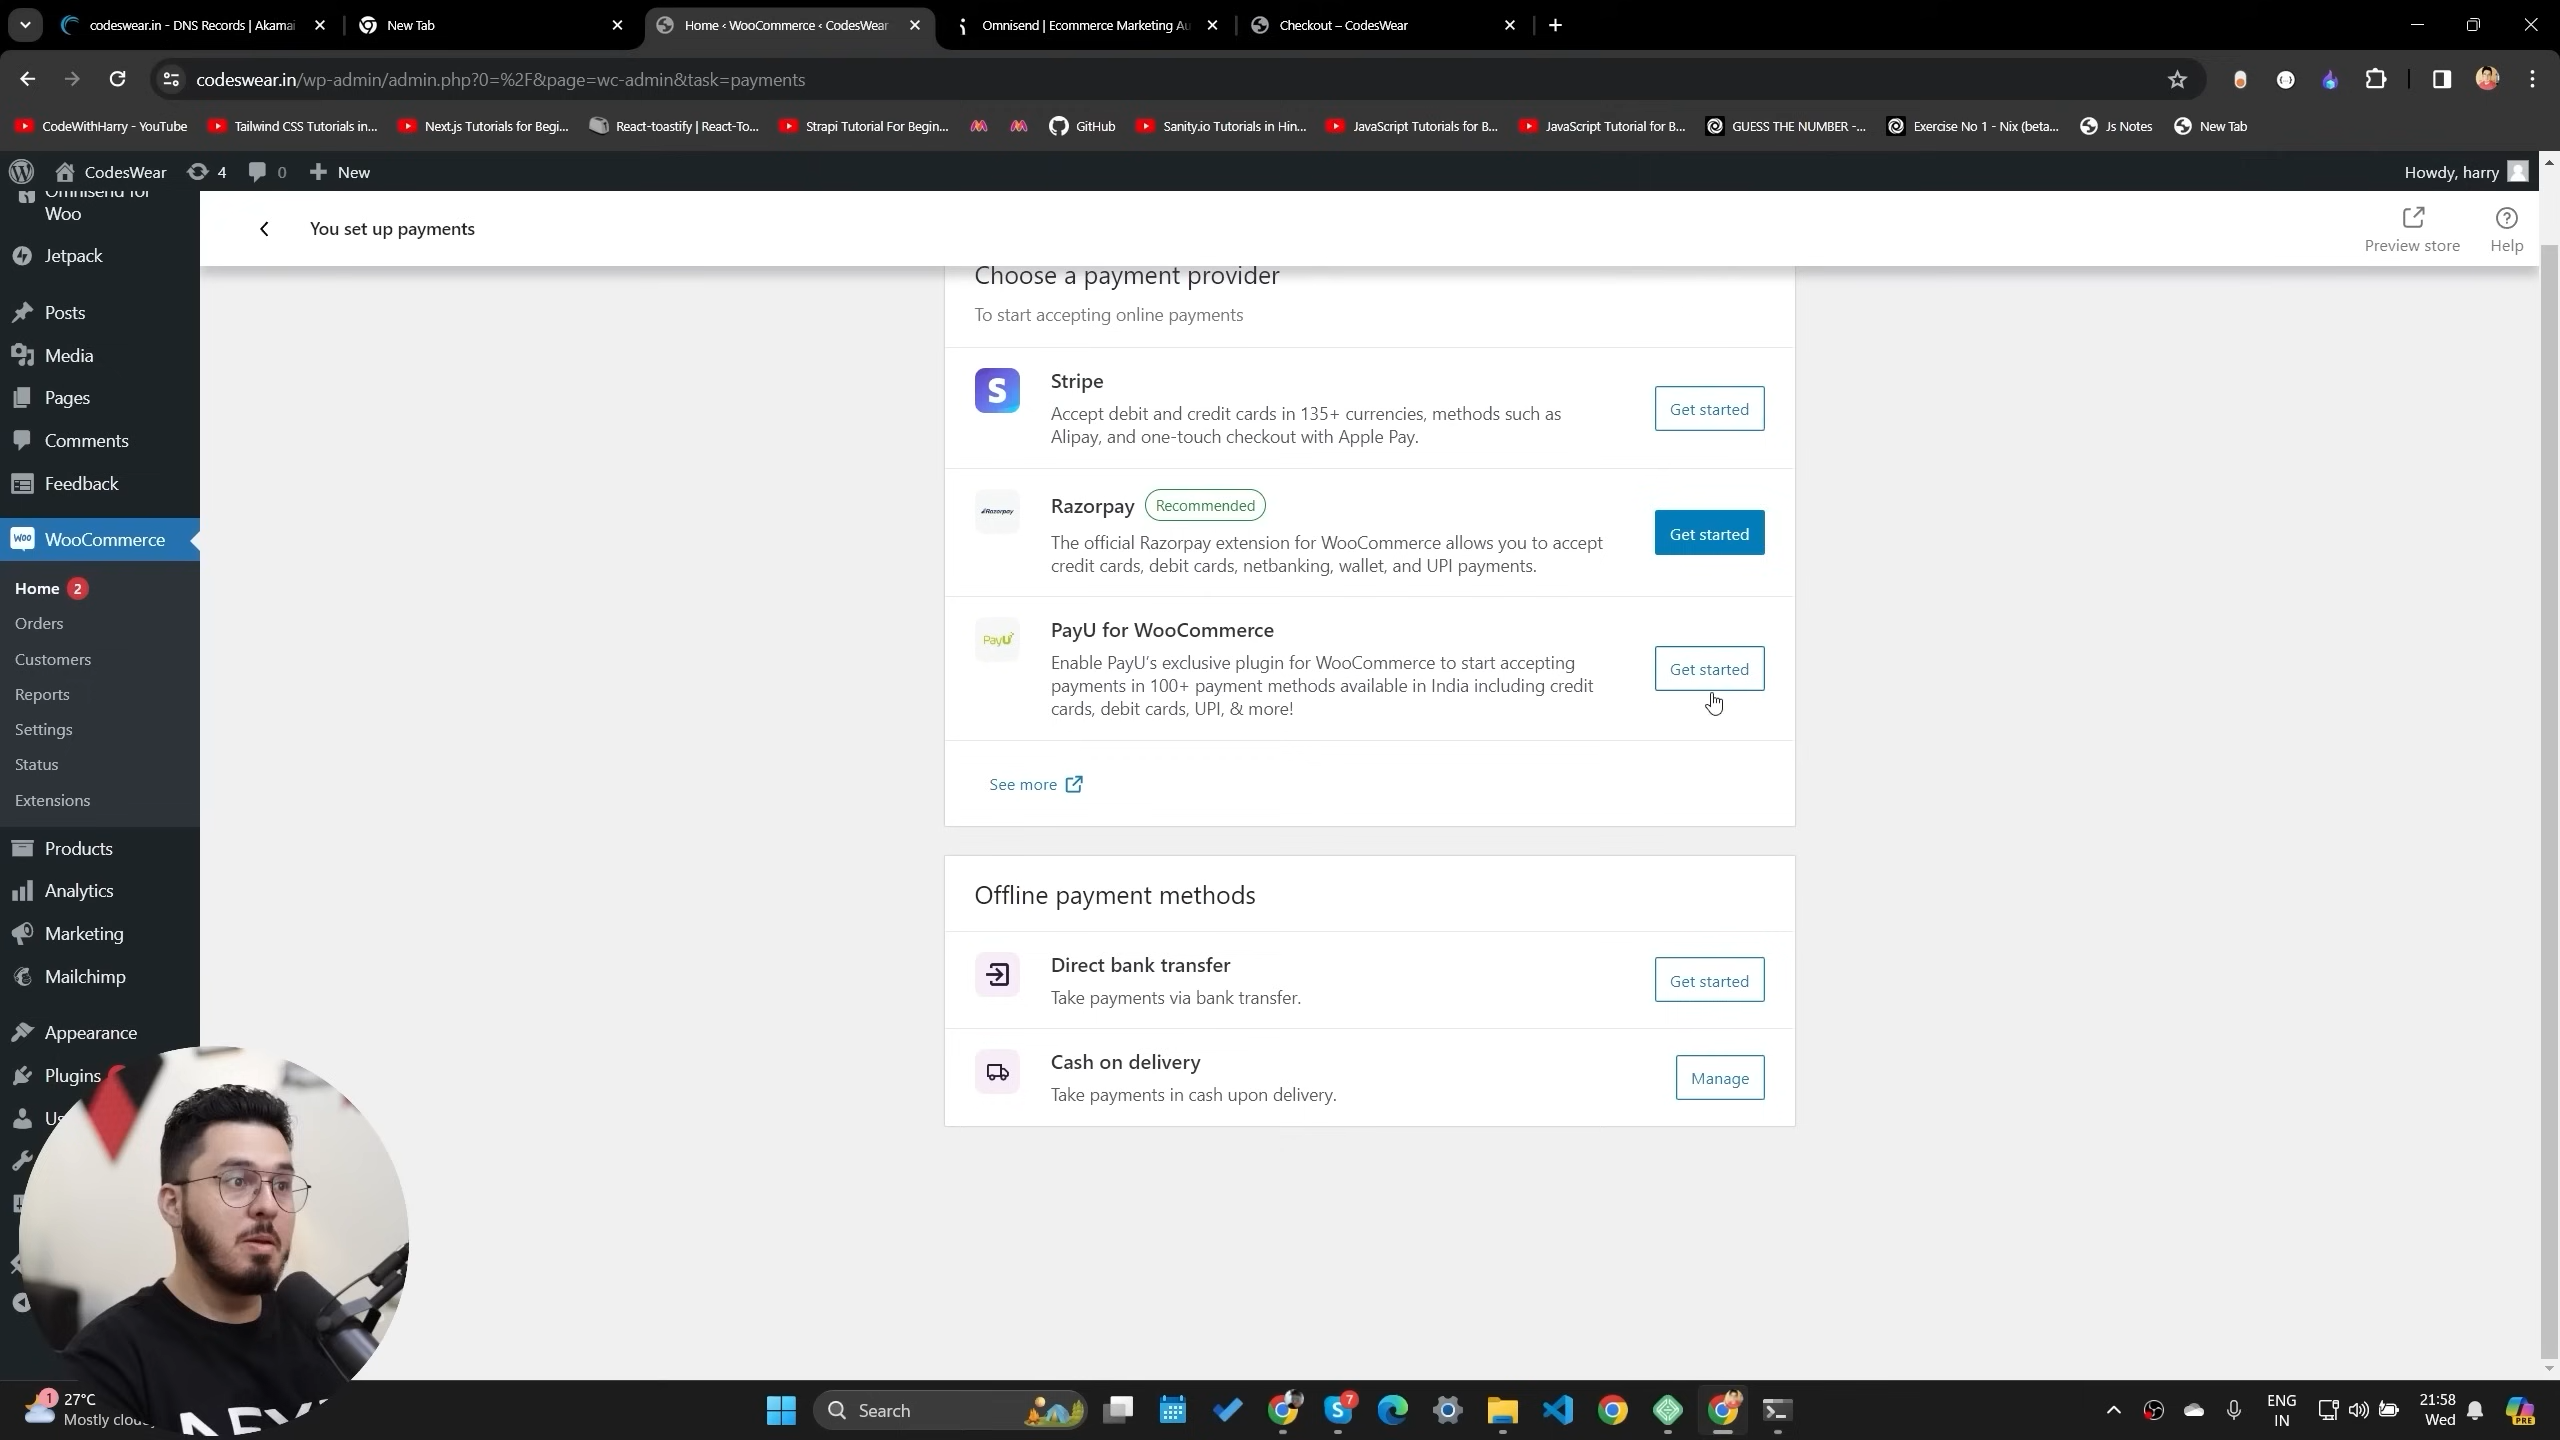 codeswear.in - DNS Records | Akamai
New Tab
Home ‹ WooCommerce ‹ CodesWear
Omnisend | Ecommerce Marketing Au
Checkout – CodesWear
codeswear.in/wp-admin/admin.php?0=%2F&page=wc-admin&task=payments
CodeWithHarry - YouTube
Tailwind CSS Tutorials in...
Next.js Tutorials for Begi...
React-toastify | React-To...
Strapi Tutorial For Begin...
GitHub
Sanity.io Tutorials in Hin...
JavaScript Tutorials for B...
JavaScript Tutorial for B...
GUESS THE NUMBER -...
Exercise No 1 - Nix (beta...
Js Notes
New Tab
CodesWear
4
0
New
Howdy, harry
Omnisend for
Woo
Jetpack
Posts
Media
Pages
Comments
Feedback
WooCommerce
Home 2
Orders
Customers
Reports
Settings
Status
Extensions
Products
Analytics
Marketing
Mailchimp
Appearance
Plugins
You set up payments
Preview store
Help
Choose a payment provider
To start accepting online payments
Stripe
Accept debit and credit cards in 135+ currencies, methods such as
Alipay, and one-touch checkout with Apple Pay.
Get started
Razorpay Recommended
The official Razorpay extension for WooCommerce allows you to accept
credit cards, debit cards, netbanking, wallet, and UPI payments.
Get started
PayU
PayU for WooCommerce
Enable PayU's exclusive plugin for WooCommerce to start accepting
payments in 100+ payment methods available in India including credit
cards, debit cards, UPI, & more!
Get started
See more
Offline payment methods
Direct bank transfer
Take payments via bank transfer.
Get started
Cash on delivery
Take payments in cash upon delivery.
Manage
1
27°C
Mostly
Search
7
ENG
IN
21:58
Wed
PRE